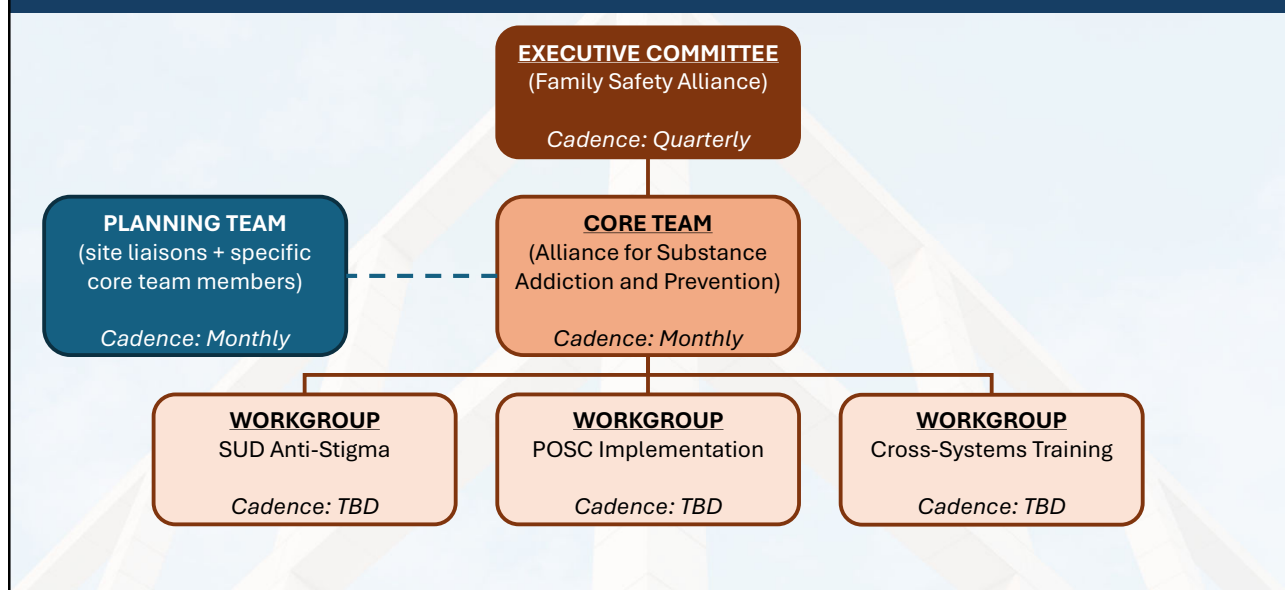 EXECUTIVE COMMITTEE
(Family Safety Alliance)
Cadence: Quarterly
PLANNING TEAM
(site liaisons + specific
core team members)
Cadence: Monthly
CORE TEAM
(Alliance for Substance
Addiction and Prevention)
Cadence: Monthly
WORKGROUP
SUD Anti-Stigma
Cadence: TBD
WORKGROUP
POSC Implementation
Cadence: TBD
WORKGROUP
Cross-Systems Training
Cadence: TBD